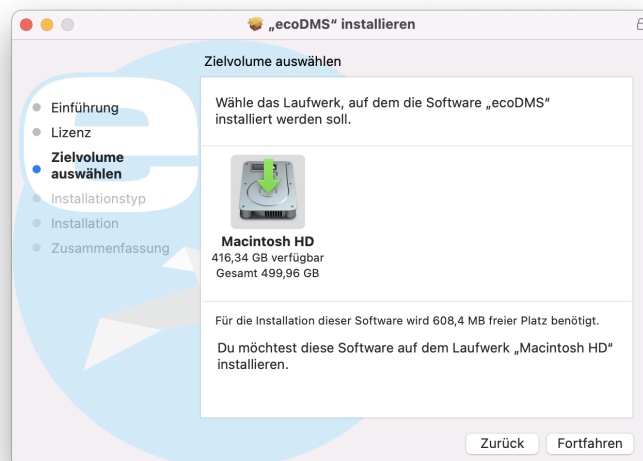 „ecoDMS“ installieren
Zielvolume auswählen
Einführung
Lizenz
Zielvolume
auswählen
Installationstyp
Installation
Zusammenfassung
Wähle das Laufwerk, auf dem die Software „ecoDMS“
installiert werden soll.
Macintosh HD
416,34 GB verfügbar
Gesamt 499,96 GB
Für die Installation dieser Software wird 608,4 MB freier Platz benötigt.
Du möchtest diese Software auf dem Laufwerk „Macintosh HD“
installieren.
Zurück
Fortfahren